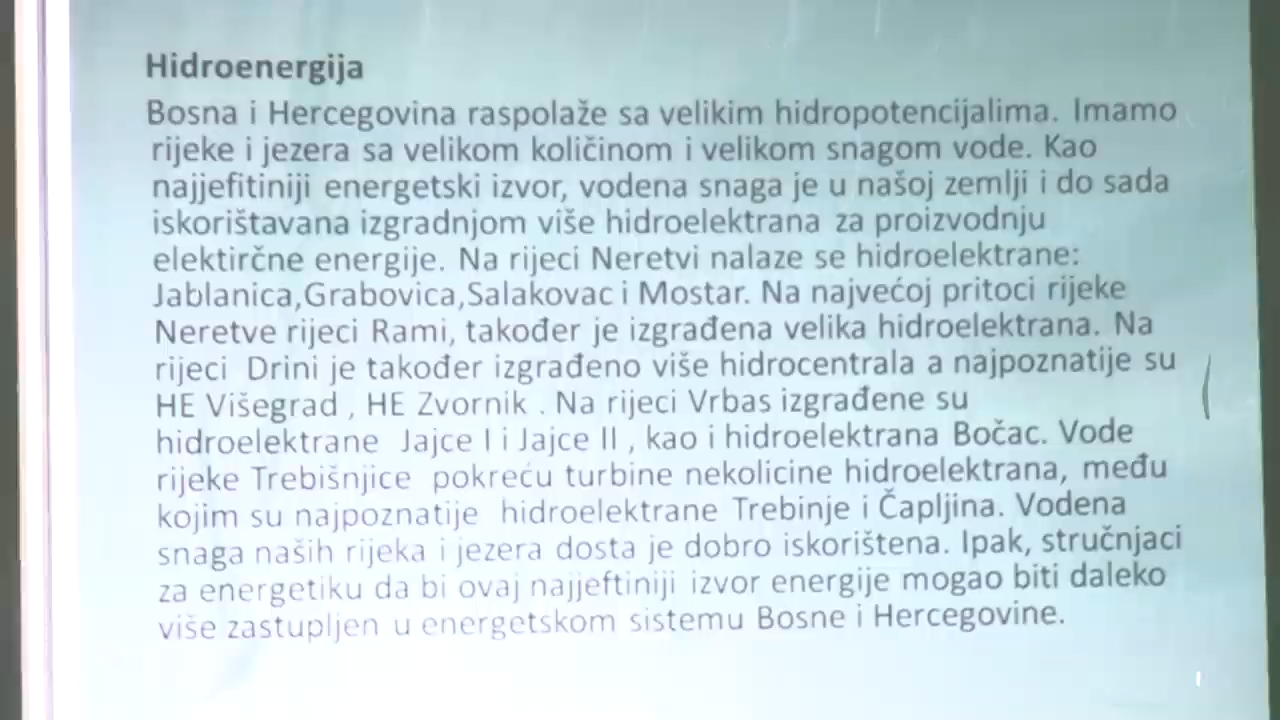 Hidroenergija
Bosna i Hercegovina raspolaže sa velikim hidropotencijalima. Imamo
rijeke i jezera sa velikom količinom i velikom snagom vode. Kao
najjefitiniji energetski izvor, vodena snaga je u našoj zemlji i do sada
iskorištavana izgradnjom više hidroelektrana za proizvodnju
elektirčne energije. Na rijeci Neretvi nalaze se hidroelektrane:
Jablanica,Grabovica,Salakovac i Mostar. Na najvećoj pritoci rijeke
Neretve rijeci Rami, također je izgrađena velika hidroelektrana. Na
rijeci Drini je također izgrađeno više hidrocentrala a najpoznatije su
HE Višegrad , HE Zvornik . Na rijeci Vrbas izgrađene su
hidroelektrane Jajce I i Jajce II , kao i hidroelektrana Bočac. Vode
rijeke Trebišnjice pokreću turbine nekolicine hidroelektrana, među
kojim su najpoznatije hidroelektrane Trebinje i Čapljina. Vodena
snaga naših rijeka i jezera dosta je dobro iskorištena. Ipak, stručnjaci
za energetiku da bi ovaj najjeftiniji izvor energije mogao biti daleko
više zastupljen u energetskom sistemu Bosne i Hercegovine.